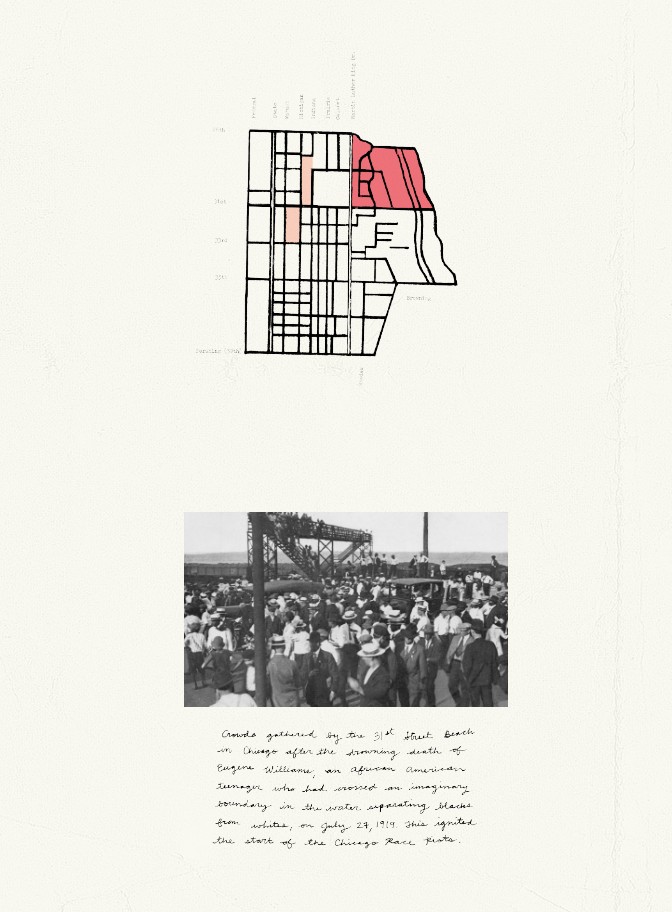 Federal
State
Wabash
Michigan
Indiana
Prairie
Calumet
Martin Luther King Dr.
31st
33rd
35th
Browning
Pershing (39th
Crowds gathered by the 31st Street Beach
in Chicago after the drowning death of
Eugene Williams, an African American
teenager who had crossed an imaginary
boundary in the water separating blacks
from whites, on July 27, 1919. This ignited
the start of the Chicago Race Riots.